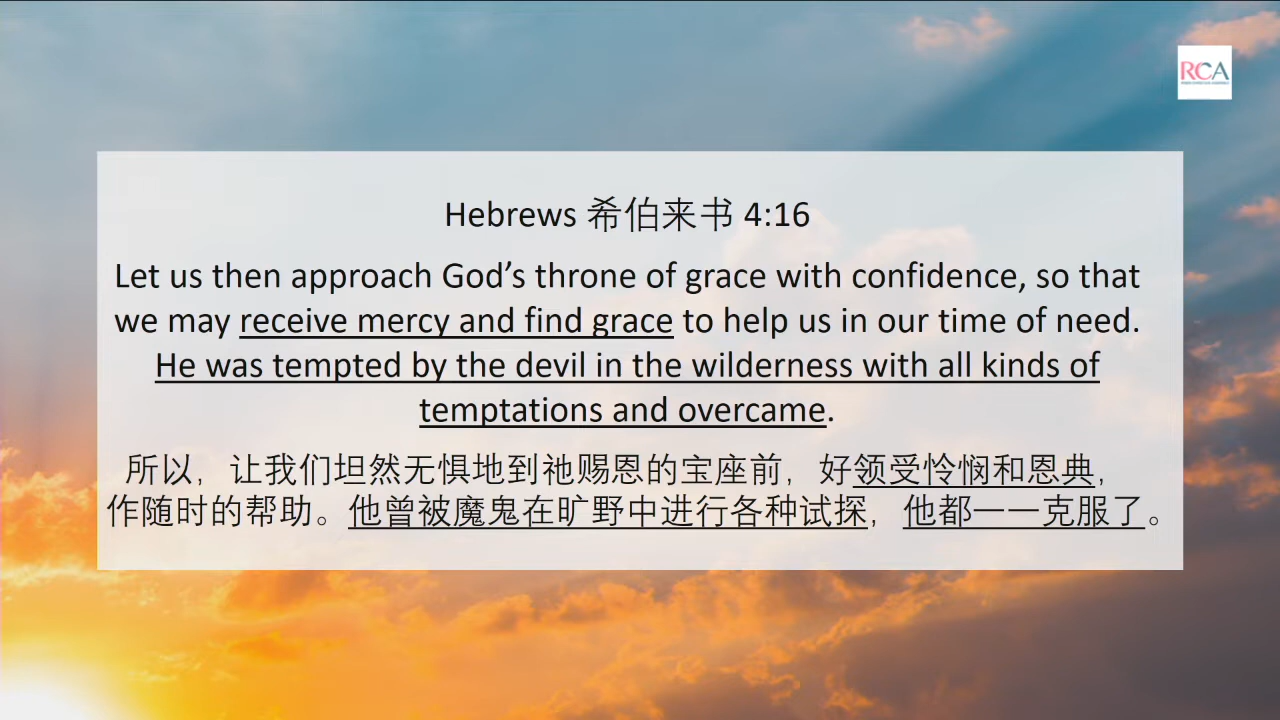 RCA
Hebrews 希伯来书 4:16
Let us then approach God’s throne of grace with confidence, so that
we may receive mercy and find grace to help us in our time of need.
He was tempted by the devil in the wilderness with all kinds of
temptations and overcame.
所以，让我们坦然无惧地到祂赐恩的宝座前，好领受怜悯和恩典，
作随时的帮助。他曾被魔鬼在旷野中进行各种试探，他都一一克服了。